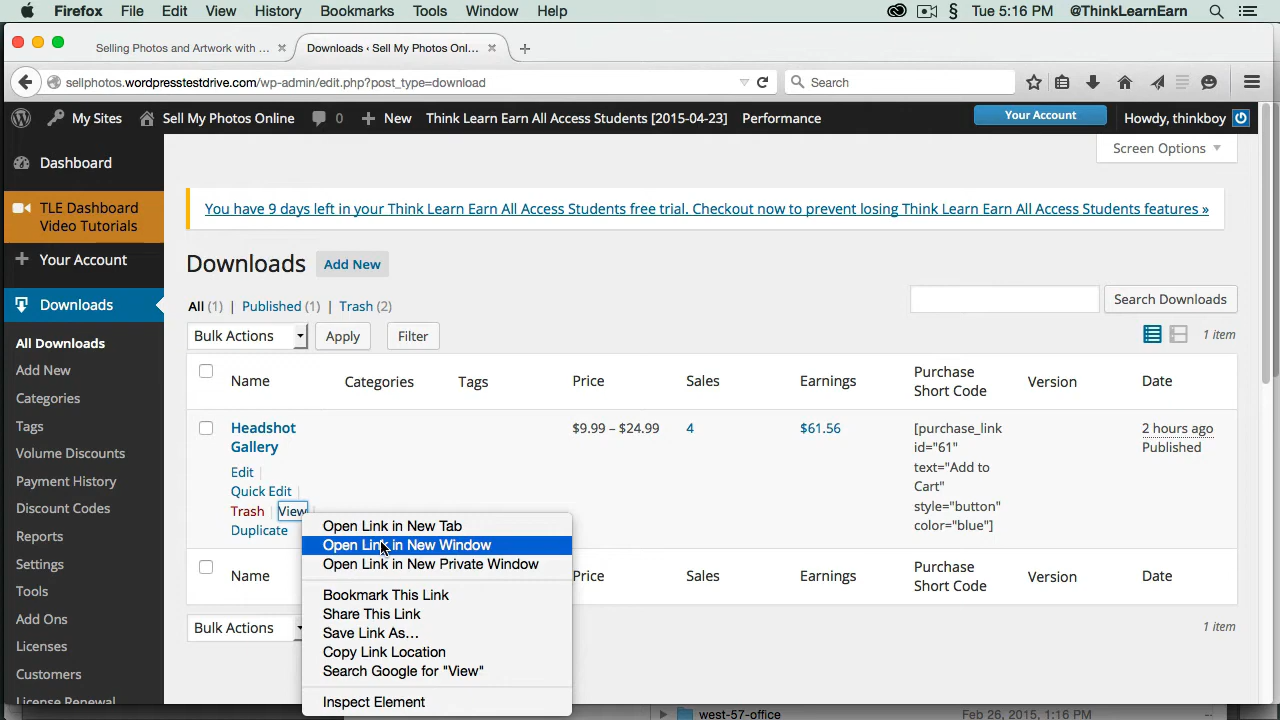 Firefox File Edit View History Bookmarks Tools Window Help § Tue 5:16 PM @ThinkLearnEarn
Selling Photos and Artwork with ... Downloads ‹ Sell My Photos Onl...
sellphotos.wordpresstestdrive.com/wp-admin/edit.php?post_type=download Search
My Sites Sell My Photos Online 0 New Think Learn Earn All Access Students [2015-04-23] Performance Your Account Howdy, thinkboy
Screen Options
Dashboard
TLE Dashboard
Video Tutorials
Your Account
Downloads
All Downloads
Add New
Categories
Tags
Volume Discounts
Payment History
Discount Codes
Reports
Settings
Tools
Add Ons
Licenses
Customers
License Renewal
You have 9 days left in your Think Learn Earn All Access Students free trial. Checkout now to prevent losing Think Learn Earn All Access Students features »
Downloads Add New
All (1) | Published (1) | Trash (2)
Search Downloads
Bulk Actions Apply Filter
1 item
Name Categories Tags Price Sales Earnings Purchase
Short Code Version Date
Headshot
Gallery
Edit |
Quick Edit |
Trash | View |
Duplicate
$9.99 – $24.99 4 $61.56
[purchase_link
id="61"
text="Add to
Cart"
style="button"
color="blue"]
2 hours ago
Published
Name Price Sales Earnings Purchase
Short Code Version Date
Bulk Actions
1 item
Open Link in New Tab
Open Link in New Window
Open Link in New Private Window
Bookmark This Link
Share This Link
Save Link As...
Copy Link Location
Search Google for "View"
Inspect Element
west-57-office Feb 26, 2015, 1:16 PM --